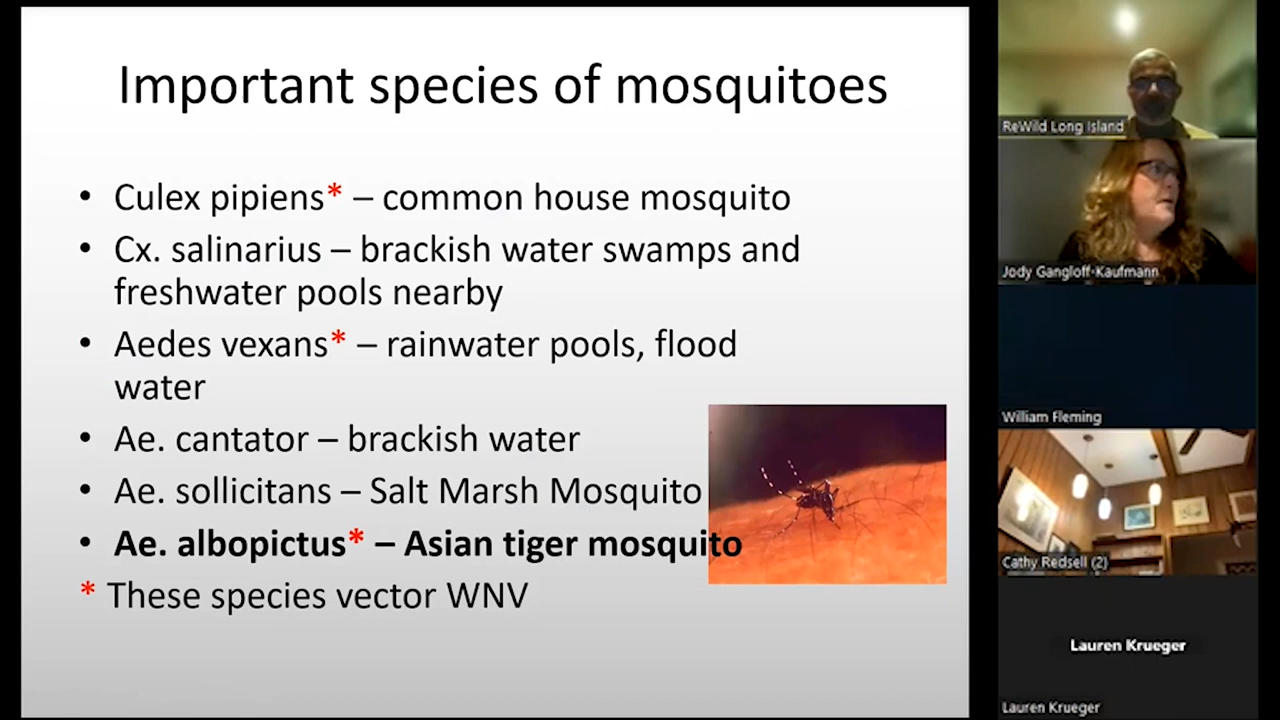 Important species of mosquitoes
• Culex pipiens* – common house mosquito
• Cx. salinarius – brackish water swamps and
freshwater pools nearby
• Aedes vexans* – rainwater pools, flood
water
• Ae. cantator – brackish water
• Ae. sollicitans – Salt Marsh Mosquito
• Ae. albopictus* – Asian tiger mosquito
* These species vector WNV
ReWild Long Island
Jody Gangloff-Kaufmann
William Fleming
Cathy Redsell (2)
Lauren Krueger
Lauren Krueger